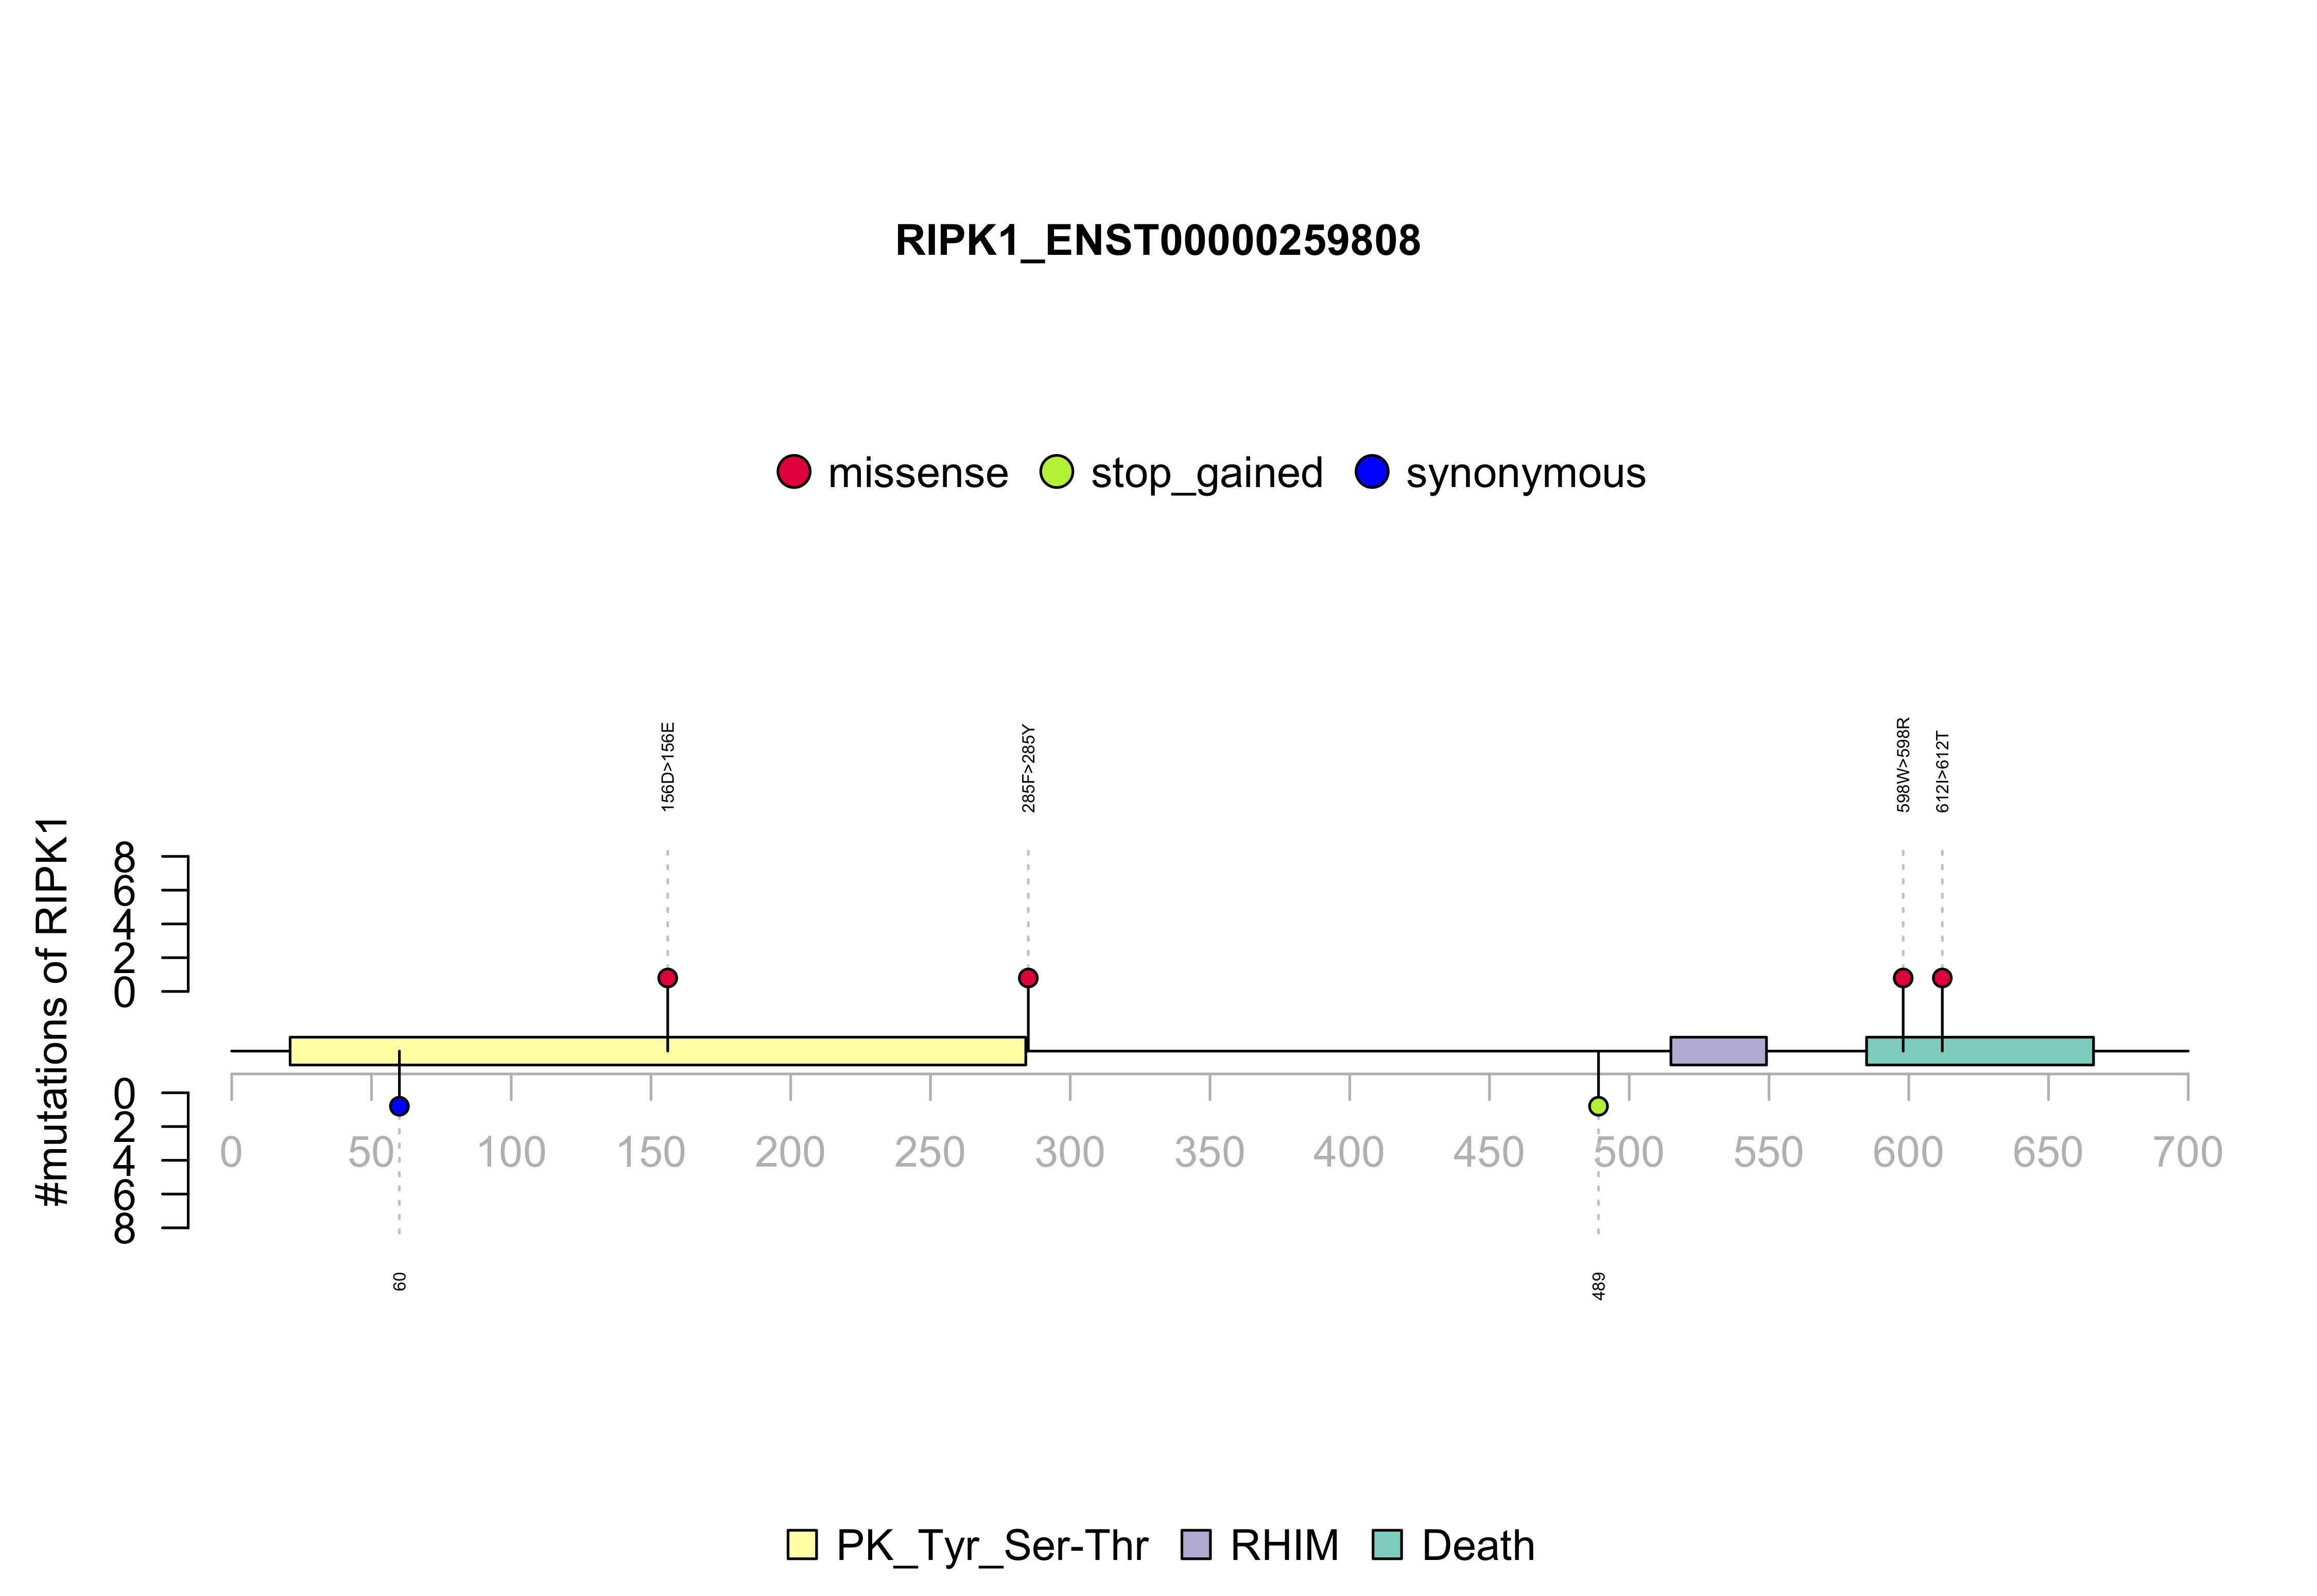 RIPK1_ENST00000259808
missense stop_gained synonymous
156D>156E
285F>285Y
598W>598R
612I>612T
#mutations of RIPK1
8
6
4
2
0
0
2
4
6
8
0 50 100 150 200 250 300 350 400 450 500 550 600 650 700
60
489
PK_Tyr_Ser-Thr RHIM Death